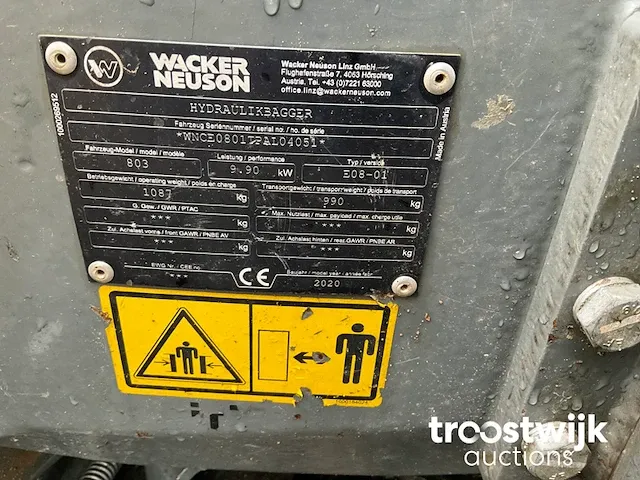 WACKER
NEUSON
Wacker Neuson Linz GmbH
Flughafenstraße 7, 4063 Hörsching
Austria, Tel. +43 (0)7221 63000
office.linz@wackerneuson.com
HYDRAULIKBAGGER
Fahrzeug Seriennummer / serial no. / no. de série
Fahrzeug-Model / model / modèle
Leistung / performance
Typ / version
803
9.90 kW
E08-01
Betriebsgewicht / operating weight / poids en charge
Transportgewicht / transport weight / poids de transport
1087 kg
990 kg
G. Gew. / GWR / PTAC
Max. Nutzlast / max. payload / max. charge utile
*** kg
*** kg
Zul. Achslast vorne / front GAWR / PNBE AV
Zul. Achslast hinten / rear GAWR / PNBE AR
*** kg
*** kg
EWG Nr. / CEE no
***
CE
Baujahr / model year / année fabr.
2020
Made in Austria
troostwijk
auctions